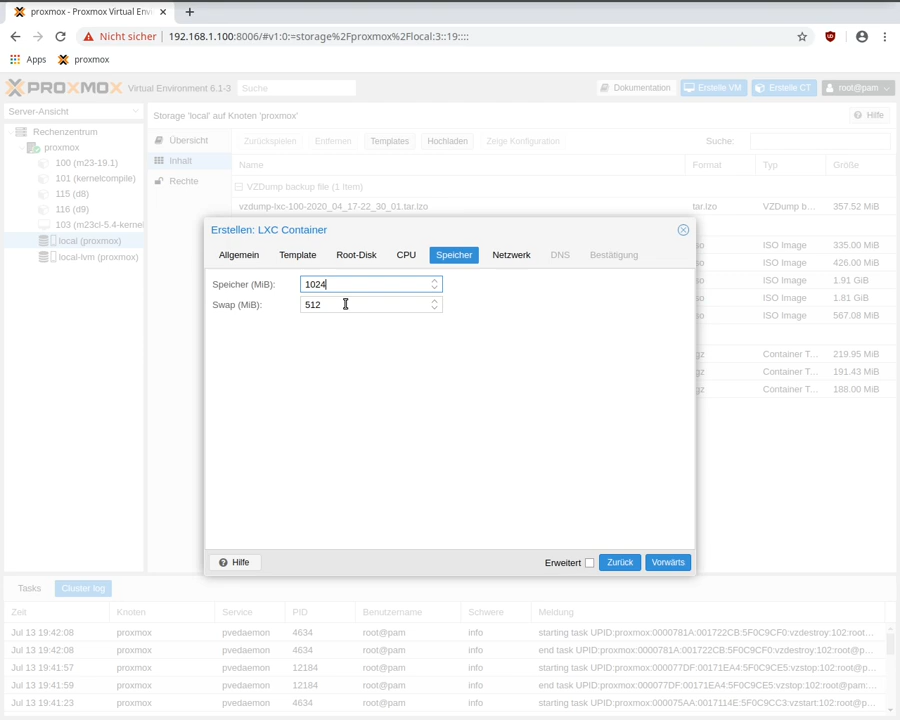 proxmox - Proxmox Virtual Env
Nicht sicher 192.168.1.100:8006/#v1:0:=storage%2Fproxmox%2Flocal:3::19::::
Apps proxmox
PROXMOX Virtual Environment 6.1-3 Suche Dokumentation Erstelle VM Erstelle CT root@pam
Server-Ansicht
Storage 'local' auf Knoten 'proxmox' Hilfe
Rechenzentrum
proxmox
100 (m23-19.1)
101 (kernelcompile)
115 (d8)
116 (d9)
103 (m23cl-5.4-kernel
local (proxmox)
local-lvm (proxmox)
Übersicht
Inhalt
Rechte
Zurückspielen Entfernen Templates Hochladen Zeige Konfiguration Suche:
Name Format Typ Größe
VZDump backup file (1 Item)
vzdump-lxc-100-2020_04_17-22_30_01.tar.lzo tar.lzo VZDump b... 357.52 MiB
so ISO Image 335.00 MiB
so ISO Image 426.00 MiB
so ISO Image 1.91 GiB
so ISO Image 1.81 GiB
so ISO Image 567.08 MiB
gz Container T... 219.95 MiB
gz Container T... 191.43 MiB
gz Container T... 188.00 MiB
Erstellen: LXC Container
Allgemein Template Root-Disk CPU Speicher Netzwerk DNS Bestätigung
Speicher (MiB): 1024
Swap (MiB): 512
Hilfe Erweitert Zurück Vorwärts
Tasks Cluster log
Zeit Knoten Service PID Benutzername Schwere Meldung
Jul 13 19:42:08 proxmox pvedaemon 4634 root@pam info starting task UPID:proxmox:0000781A:001722CB:5F0C9CF0:vzdestroy:102:root...
Jul 13 19:42:08 proxmox pvedaemon 4634 root@pam info end task UPID:proxmox:0000781A:001722CB:5F0C9CF0:vzdestroy:102:root@p...
Jul 13 19:41:57 proxmox pvedaemon 12184 root@pam info starting task UPID:proxmox:000077DF:00171EA4:5F0C9CE5:vzstop:102:root@p...
Jul 13 19:41:59 proxmox pvedaemon 12184 root@pam info end task UPID:proxmox:000077DF:00171EA4:5F0C9CE5:vzstop:102:root@pam:...
Jul 13 19:41:23 proxmox pvedaemon 4634 root@pam info starting task UPID:proxmox:000075AA:0017114E:5F0C9CC3:vzstart:102:root@p...